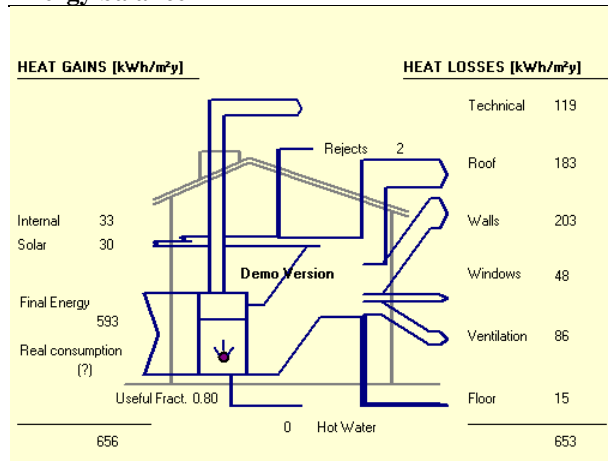 HEAT GAINS [kWh/m²y]
HEAT LOSSES [kWh/m²y]
Technical 119
Rejects 2
Roof 183
Internal 33
Walls 203
Solar 30
Demo Version
Windows 48
Final Energy
593
Real consumption
(?)
Ventilation 86
Useful Fract. 0.80
Floor 15
0 Hot Water
656
653